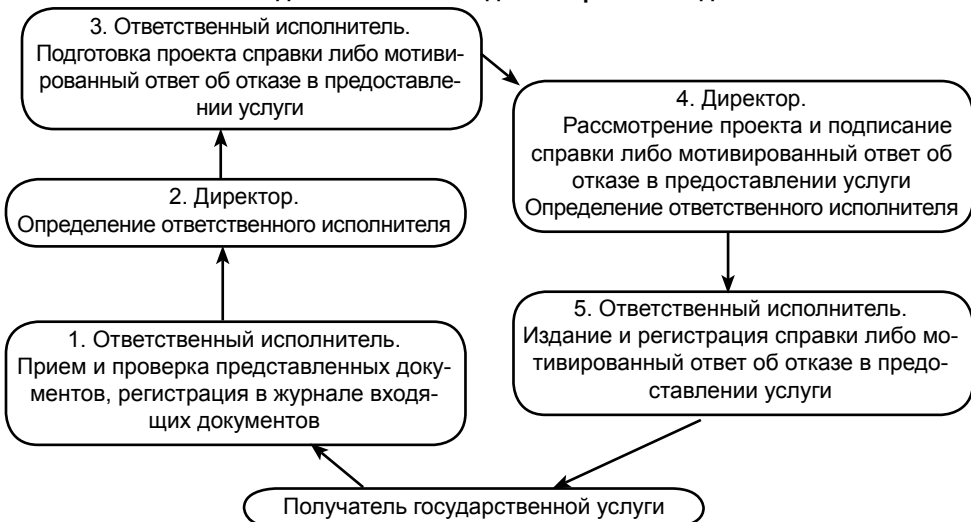 3. Ответственный исполнитель.
Подготовка проекта справки либо мотиви-
рованный ответ об отказе в предоставле-
нии услуги
4. Директор.
Рассмотрение проекта и подписание
справки либо мотивированный ответ об
отказе в предоставлении услуги
Определение ответственного исполнителя
2. Директор.
Определение ответственного исполнителя
5. Ответственный исполнитель.
Издание и регистрация справки либо мо-
тивированный ответ об отказе в предо-
ставлении услуги
1. Ответственный исполнитель.
Прием и проверка представленных доку-
ментов, регистрация в журнале входя-
щих документов
Получатель государственной услуги